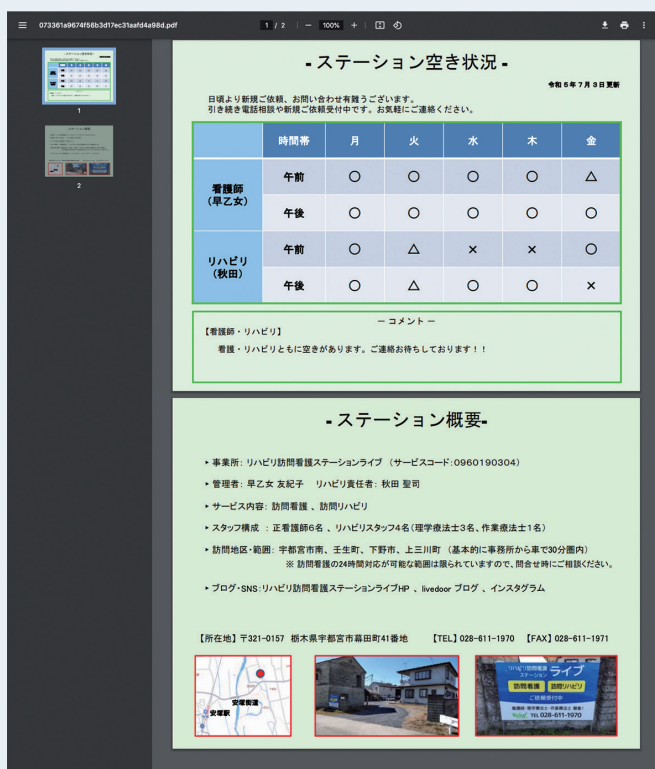 073361a9674f56b3d17ec31aafd4a98d.pdf
1 / 2
100%
1
2
- ステーション空き状況 -
令和5年7月3日更新
日頃より新規ご依頼、お問い合わせ有難うございます。
引き続き電話相談や新規ご依頼受付中です。お気軽にご連絡ください。
時間帯 月 火 水 木 金
看護師
(早乙女)
午前 ○ ○ ○ ○ △
午後 ○ ○ ○ ○ ○
リハビリ
(秋田)
午前 ○ △ × × ○
午後 ○ △ ○ ○ ×
― コメント ―
【看護師・リハビリ】
看護・リハビリともに空きがあります。ご連絡お待ちしております！！
- ステーション概要-
▸ 事業所: リハビリ訪問看護ステーションライブ (サービスコード:0960190304)
▸ 管理者: 早乙女 友紀子 リハビリ責任者: 秋田 聖司
▸ サービス内容: 訪問看護 、訪問リハビリ
▸ スタッフ構成 : 正看護師6名 、リハビリスタッフ4名(理学療法士3名、作業療法士1名)
▸ 訪問地区・範囲: 宇都宮市南、壬生町、下野市、上三川町 (基本的に事務所から車で30分圏内)
※ 訪問看護の24時間対応が可能な範囲は限られていますので、問合せ時にご相談ください。
▸ ブログ・SNS:リハビリ訪問看護ステーションライブHP 、livedoor ブログ 、インスタグラム
【所在地】〒321-0157 栃木県宇都宮市幕田町41番地 【TEL】028-611-1970 【FAX】028-611-1971
安塚街道
安塚駅
リハビリ訪問看護
ステーション ライブ
訪問看護 訪問リハビリ
ご依頼受付中
TEL 028-611-1970